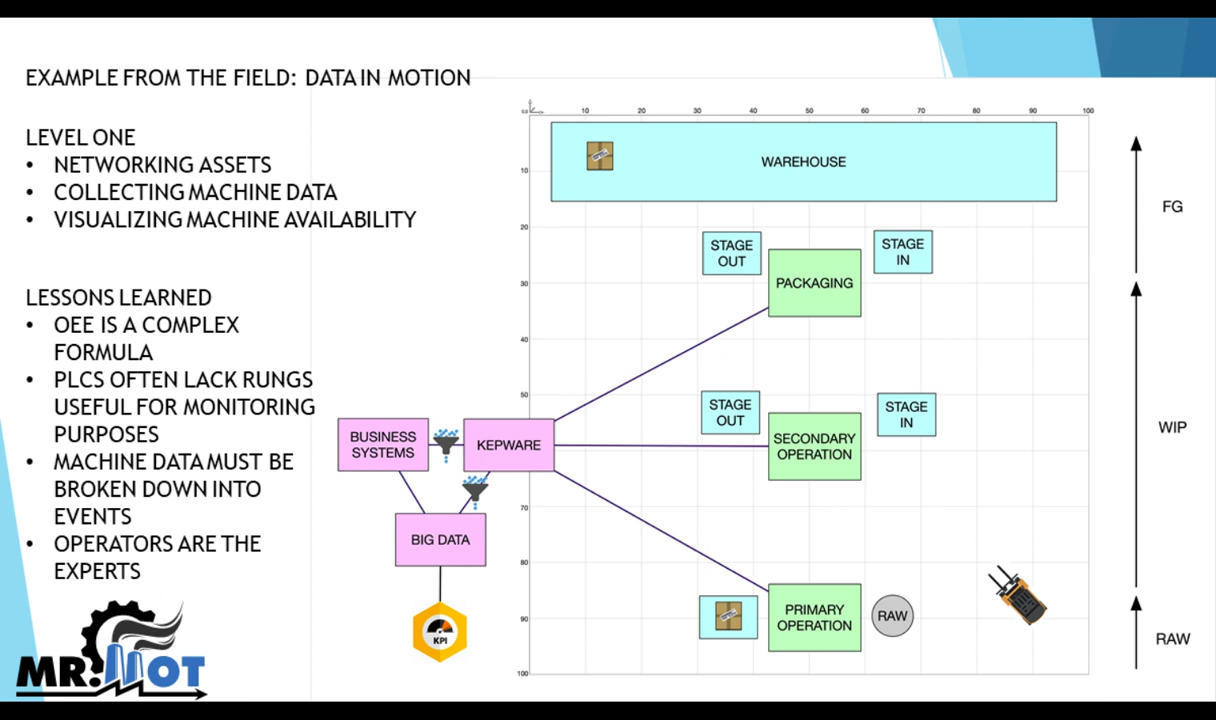 EXAMPLE FROM THE FIELD: DATA IN MOTION
LEVEL ONE
• NETWORKING ASSETS
• COLLECTING MACHINE DATA
• VISUALIZING MACHINE AVAILABILITY
LESSONS LEARNED
• OEE IS A COMPLEX
FORMULA
• PLCS OFTEN LACK RUNGS
USEFUL FOR MONITORING
PURPOSES
• MACHINE DATA MUST BE
BROKEN DOWN INTO
EVENTS
• OPERATORS ARE THE
EXPERTS
MR.IIOT
10 20 30 40 50 60 70 80 90 100
10
20
30
40
50
70
80
90
100
WAREHOUSE
STAGE
OUT
PACKAGING
STAGE
IN
STAGE
OUT
SECONDARY
OPERATION
STAGE
IN
BUSINESS
SYSTEMS
KEPWARE
BIG DATA
KPI
PRIMARY
OPERATION
RAW
FG
WIP
RAW